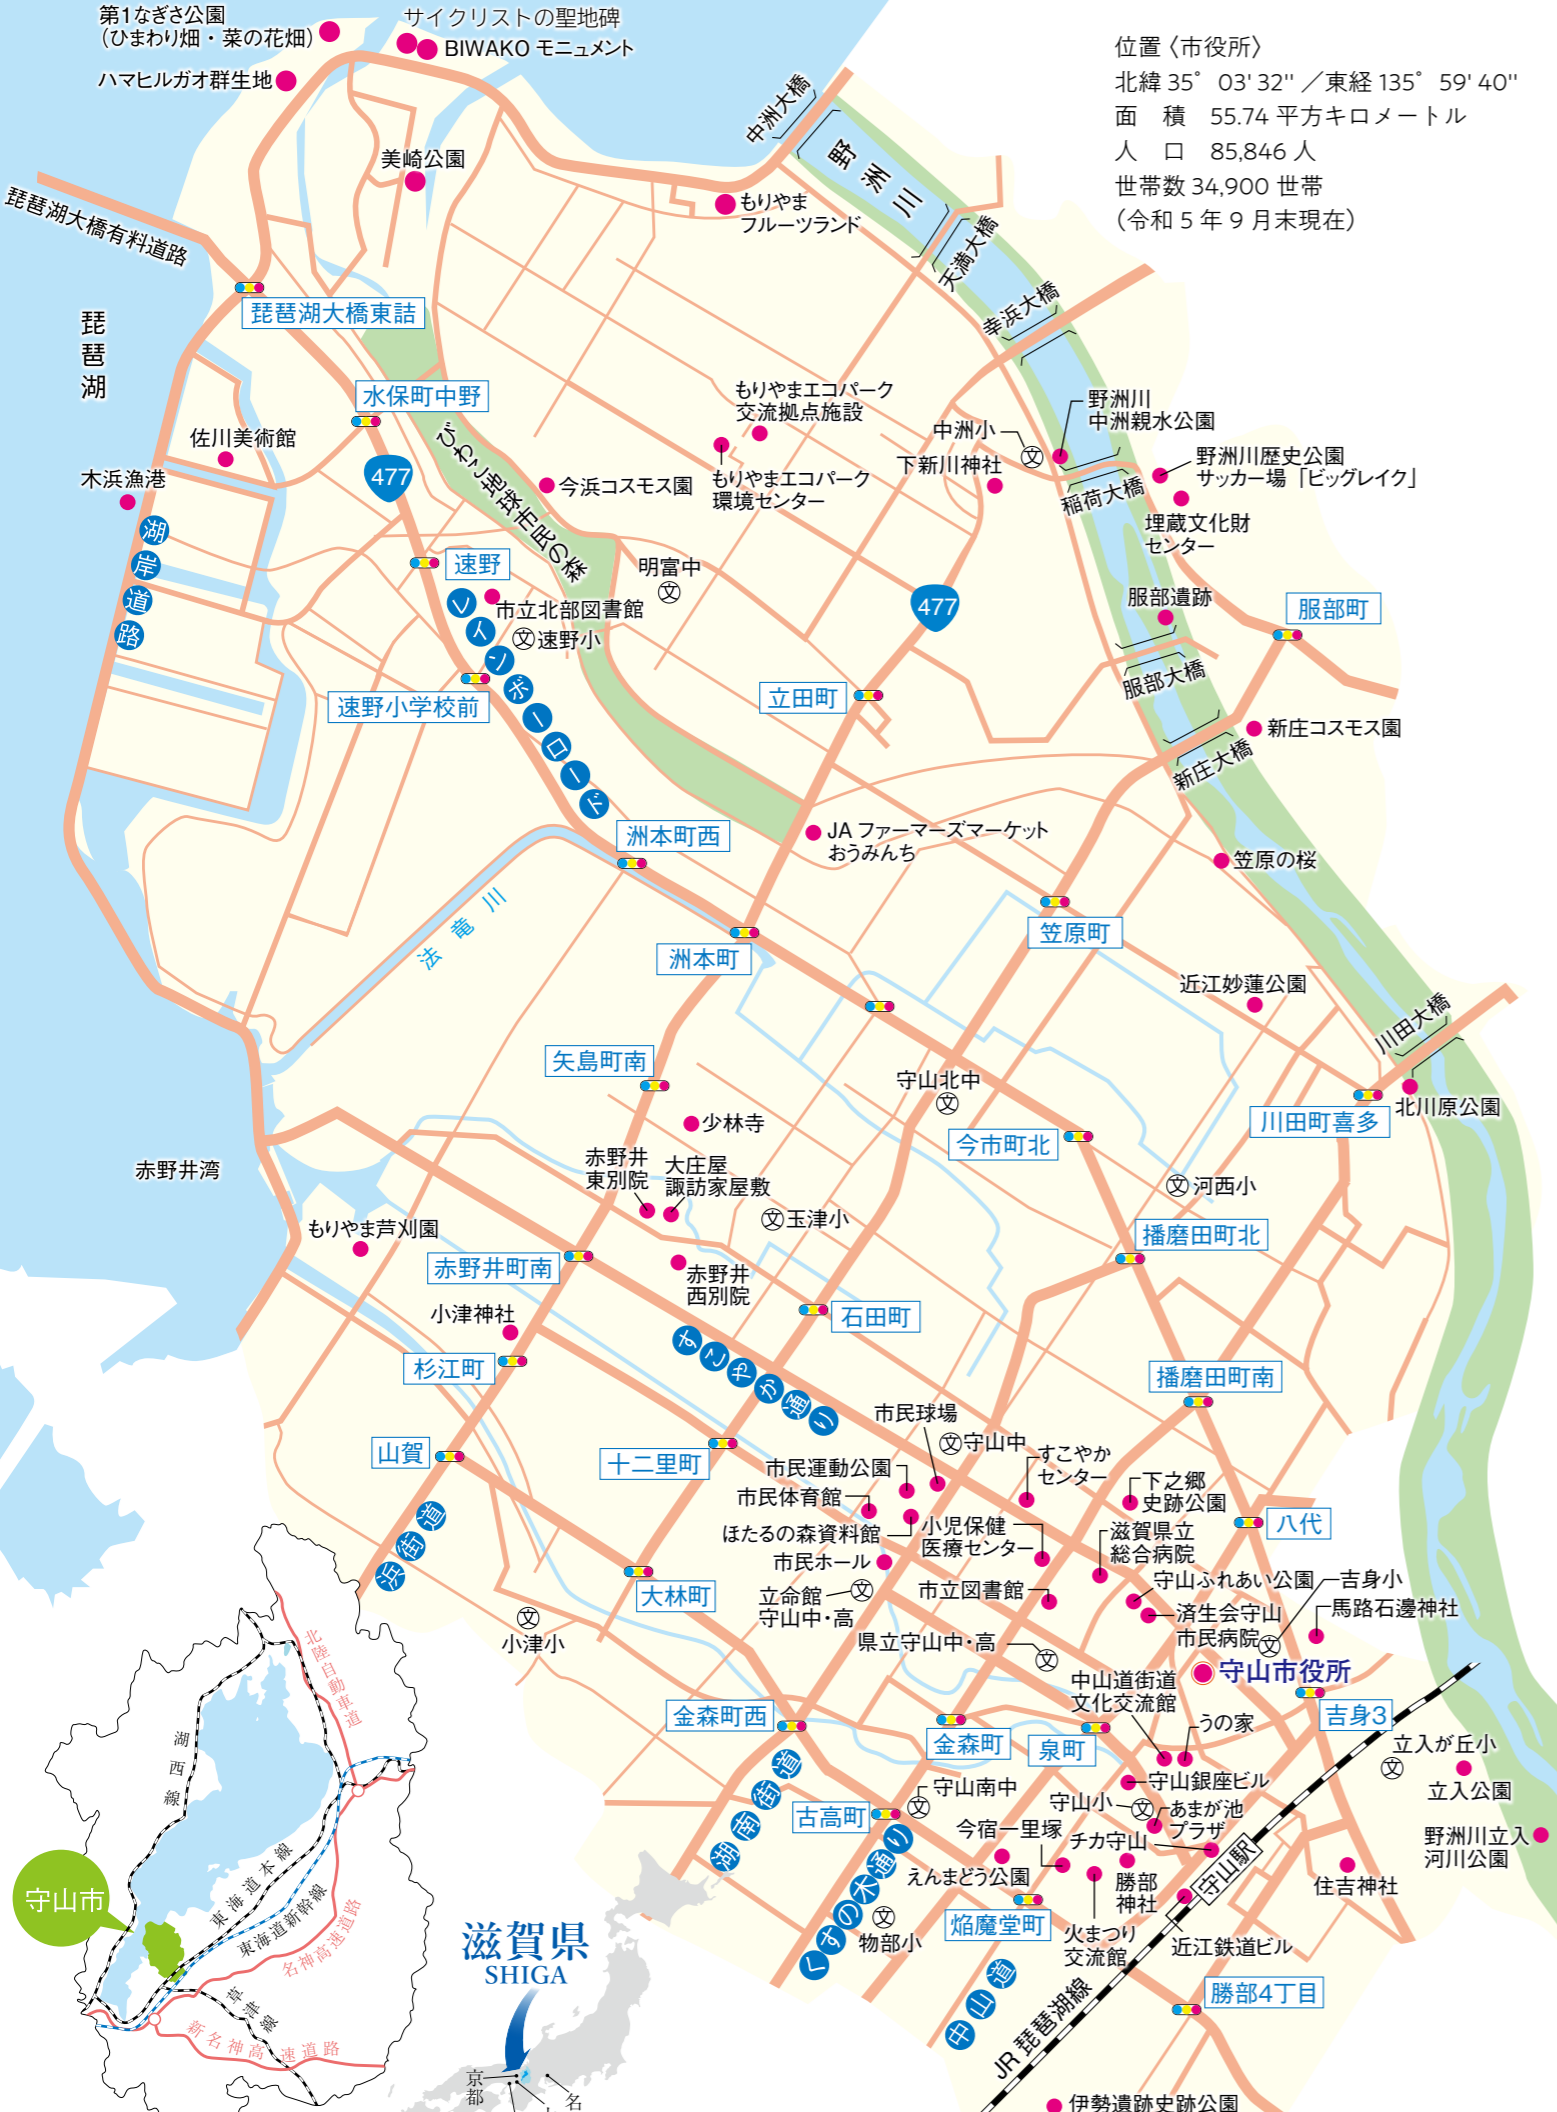 第1なぎさ公園
（ひまわり畑・菜の花畑）
サイクリストの聖地碑
BIWAKO モニュメント
ハマヒルガオ群生地
美崎公園
琵琶湖大橋有料道路
琵琶湖
琵琶湖大橋東詰
中洲大橋
野洲川
もりやま
フルーツランド
天満大橋
幸浜大橋
位置〈市役所〉
北緯 35° 03' 32'' ／東経 135° 59' 40''
面　積　55.74 平方キロメートル
人　口　85,846 人
世帯数 34,900 世帯
（令和 5 年 9 月末現在）
水保町中野
477
佐川美術館
木浜漁港
湖岸道路
びわこ地球市民の森
今浜コスモス園
もりやまエコパーク
交流拠点施設
もりやまエコパーク
環境センター
中洲小
文
下新川神社
野洲川
中洲親水公園
稲荷大橋
野洲川歴史公園
サッカー場「ビッグレイク」
埋蔵文化財
センター
速野
市立北部図書館
文速野小
明富中
文
477
服部遺跡
服部町
服部大橋
レインボーロード
速野小学校前
立田町
新庄コスモス園
新庄大橋
洲本町西
JA ファーマーズマーケット
おうみんち
笠原の桜
法竜川
洲本町
笠原町
近江妙蓮公園
川田大橋
矢島町南
守山北中
文
今市町北
川田町喜多
北川原公園
少林寺
赤野井湾
赤野井
東別院
大庄屋
諏訪家屋敷
文玉津小
文河西小
もりやま芦刈園
赤野井町南
赤野井
西別院
播磨田町北
小津神社
石田町
杉江町
すこやか通り
播磨田町南
山賀
十二里町
市民球場
文守山中
すこやか
センター
市民運動公園
市民体育館
下之郷
史跡公園
八代
ほたるの森資料館
小児保健
医療センター
滋賀県立
総合病院
浜街道
市民ホール
大林町
立命館
守山中・高
文
市立図書館
守山ふれあい公園
吉身小
済生会守山
市民病院
文
馬路石邊神社
文
小津小
県立守山中・高
文
守山市役所
中山道街道
文化交流館
吉身3
金森町西
金森町
泉町
うの家
立入が丘小
文
立入公園
守山銀座ビル
湖南街道
古高町
守山南中
文
守山小
文
あまが池
プラザ
今宿一里塚
チカ守山
野洲川立入
河川公園
えんまどう公園
勝部
神社
守山駅
住吉神社
くすの木通り
文
物部小
焔魔堂町
火まつり
交流館
近江鉄道ビル
中山道
勝部4丁目
JR 琵琶湖線
伊勢遺跡史跡公園
北陸自動車道
湖西線
東海道本線
東海道新幹線
名神高速道路
守山市
草津線
新名神高速道路
滋賀県
SHIGA
京都
名